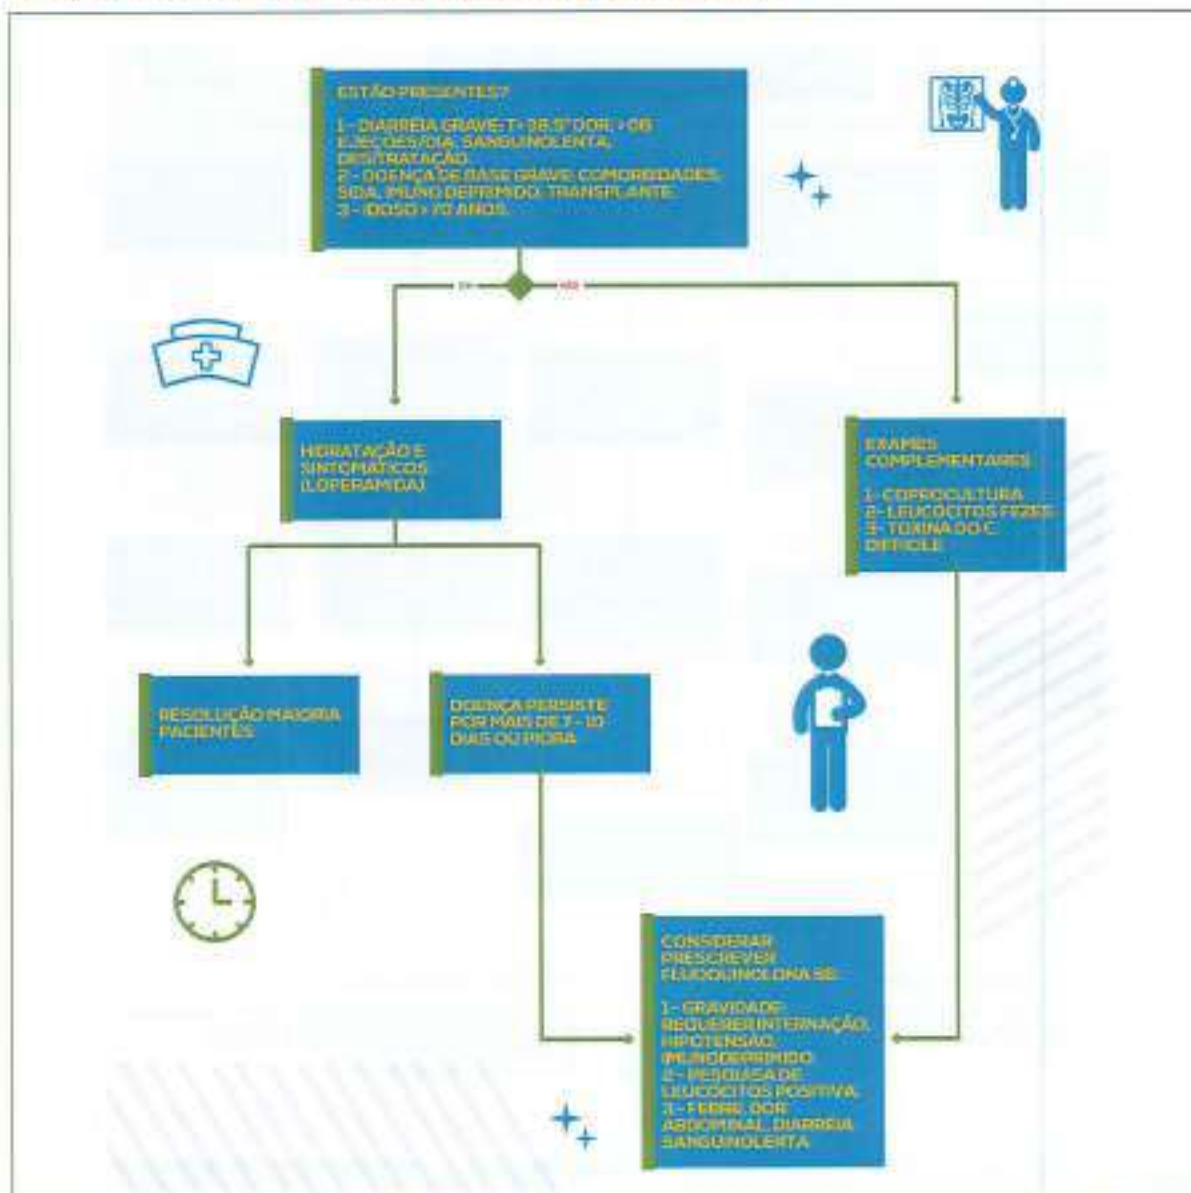 ESTÃO PRESENTES?
1 - DIARREIA GRAVE: T> 38,5° DOR, > 06
EJEÇÕES/DIA, SANGUINOLENTA,
DESITRATAÇÃO.
2 - DOENÇA DE BASE GRAVE: COMORBIDADES,
SIDA, IMUNO DEPRIMIDO, TRANSPLANTE.
3 - IDOSO > 70 ANOS.
NÃO
HIDRATAÇÃO E
SINTOMÁTICOS
(LOPERAMIDA)
EXAMES
COMPLEMENTARES
1- COPROCULTURA
2- LEUCÓCITOS FEZES
3- TOXINA DO C.
DIFFICILE
RESOLUÇÃO MAIORIA
PACIENTES
DOENÇA PERSISTE
POR MAIS DE 7 - 10
DIAS OU PIORA
CONSIDERAR
PRESCREVER
FLUOQUINOLONA SE:
1 - GRAVIDADE:
REQUERER INTERNAÇÃO,
HIPOTENSÃO,
IMUNODEPRIMIDO
2 - PESQUISA DE
LEUCÓCITOS POSITIVA
3 - FEBRE, DOR
ABDOMINAL, DIARREIA
SANGUINOLENTA